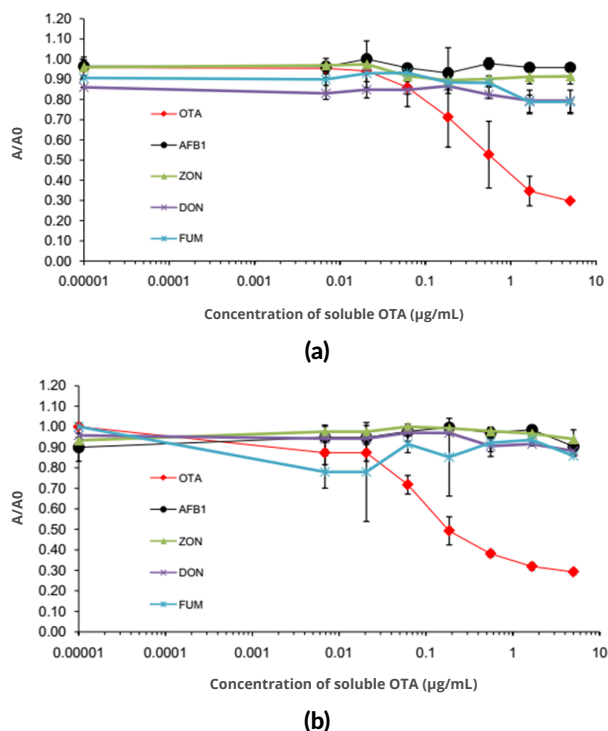 1.20
1.10
1.00
0.90
0.80
0.70
0.60
0.50
0.40
0.30
0.20
0.10
0.00
A/A0
OTA
AFB1
ZON
DON
FUM
0.00001 0.0001 0.001 0.01 0.1 1 10
Concentration of soluble OTA (µg/mL)
(a)
1.20
1.10
1.00
0.90
0.80
0.70
0.60
0.50
0.40
0.30
0.20
0.10
0.00
A/A0
OTA
AFB1
ZON
DON
FUM
0.00001 0.0001 0.001 0.01 0.1 1 10
Concentration of soluble OTA (µg/mL)
(b)